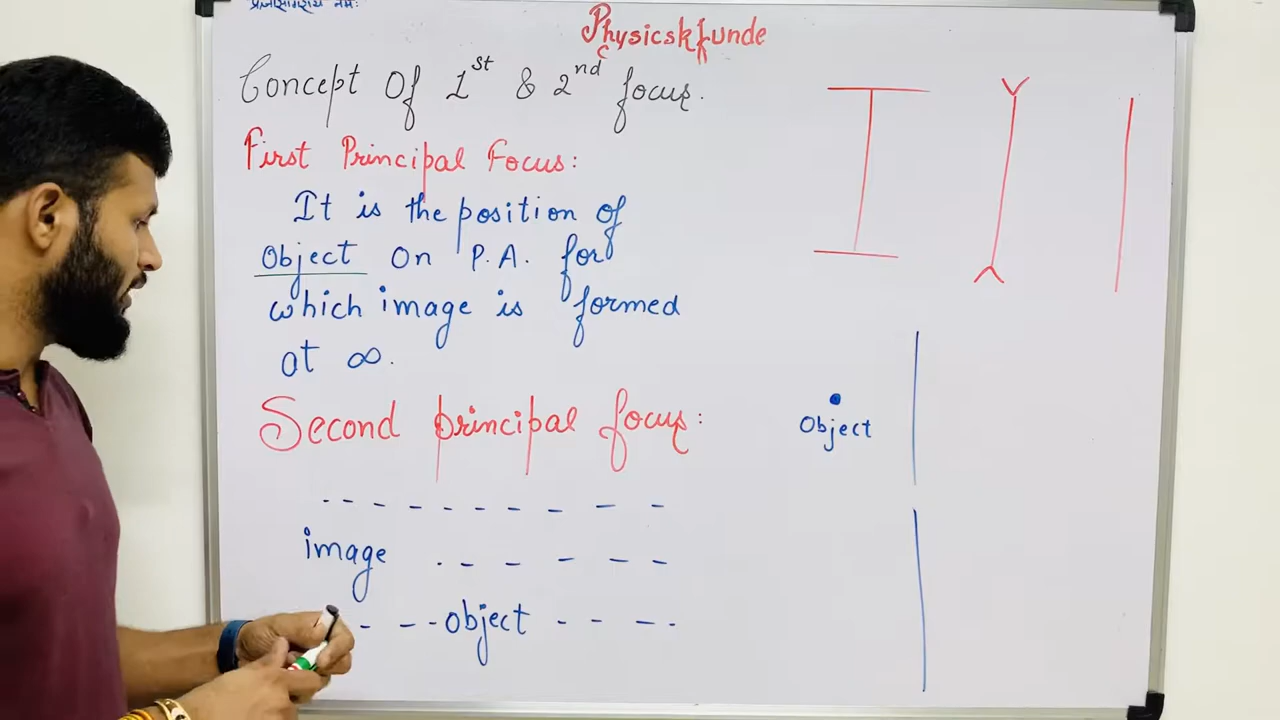 Physicskfunde
Concept Of 1st & 2nd focus.
First Principal Focus:
It is the position of
Object On P.A. for
which image is formed
at ∞.
Second principal focus:
image
object
Object